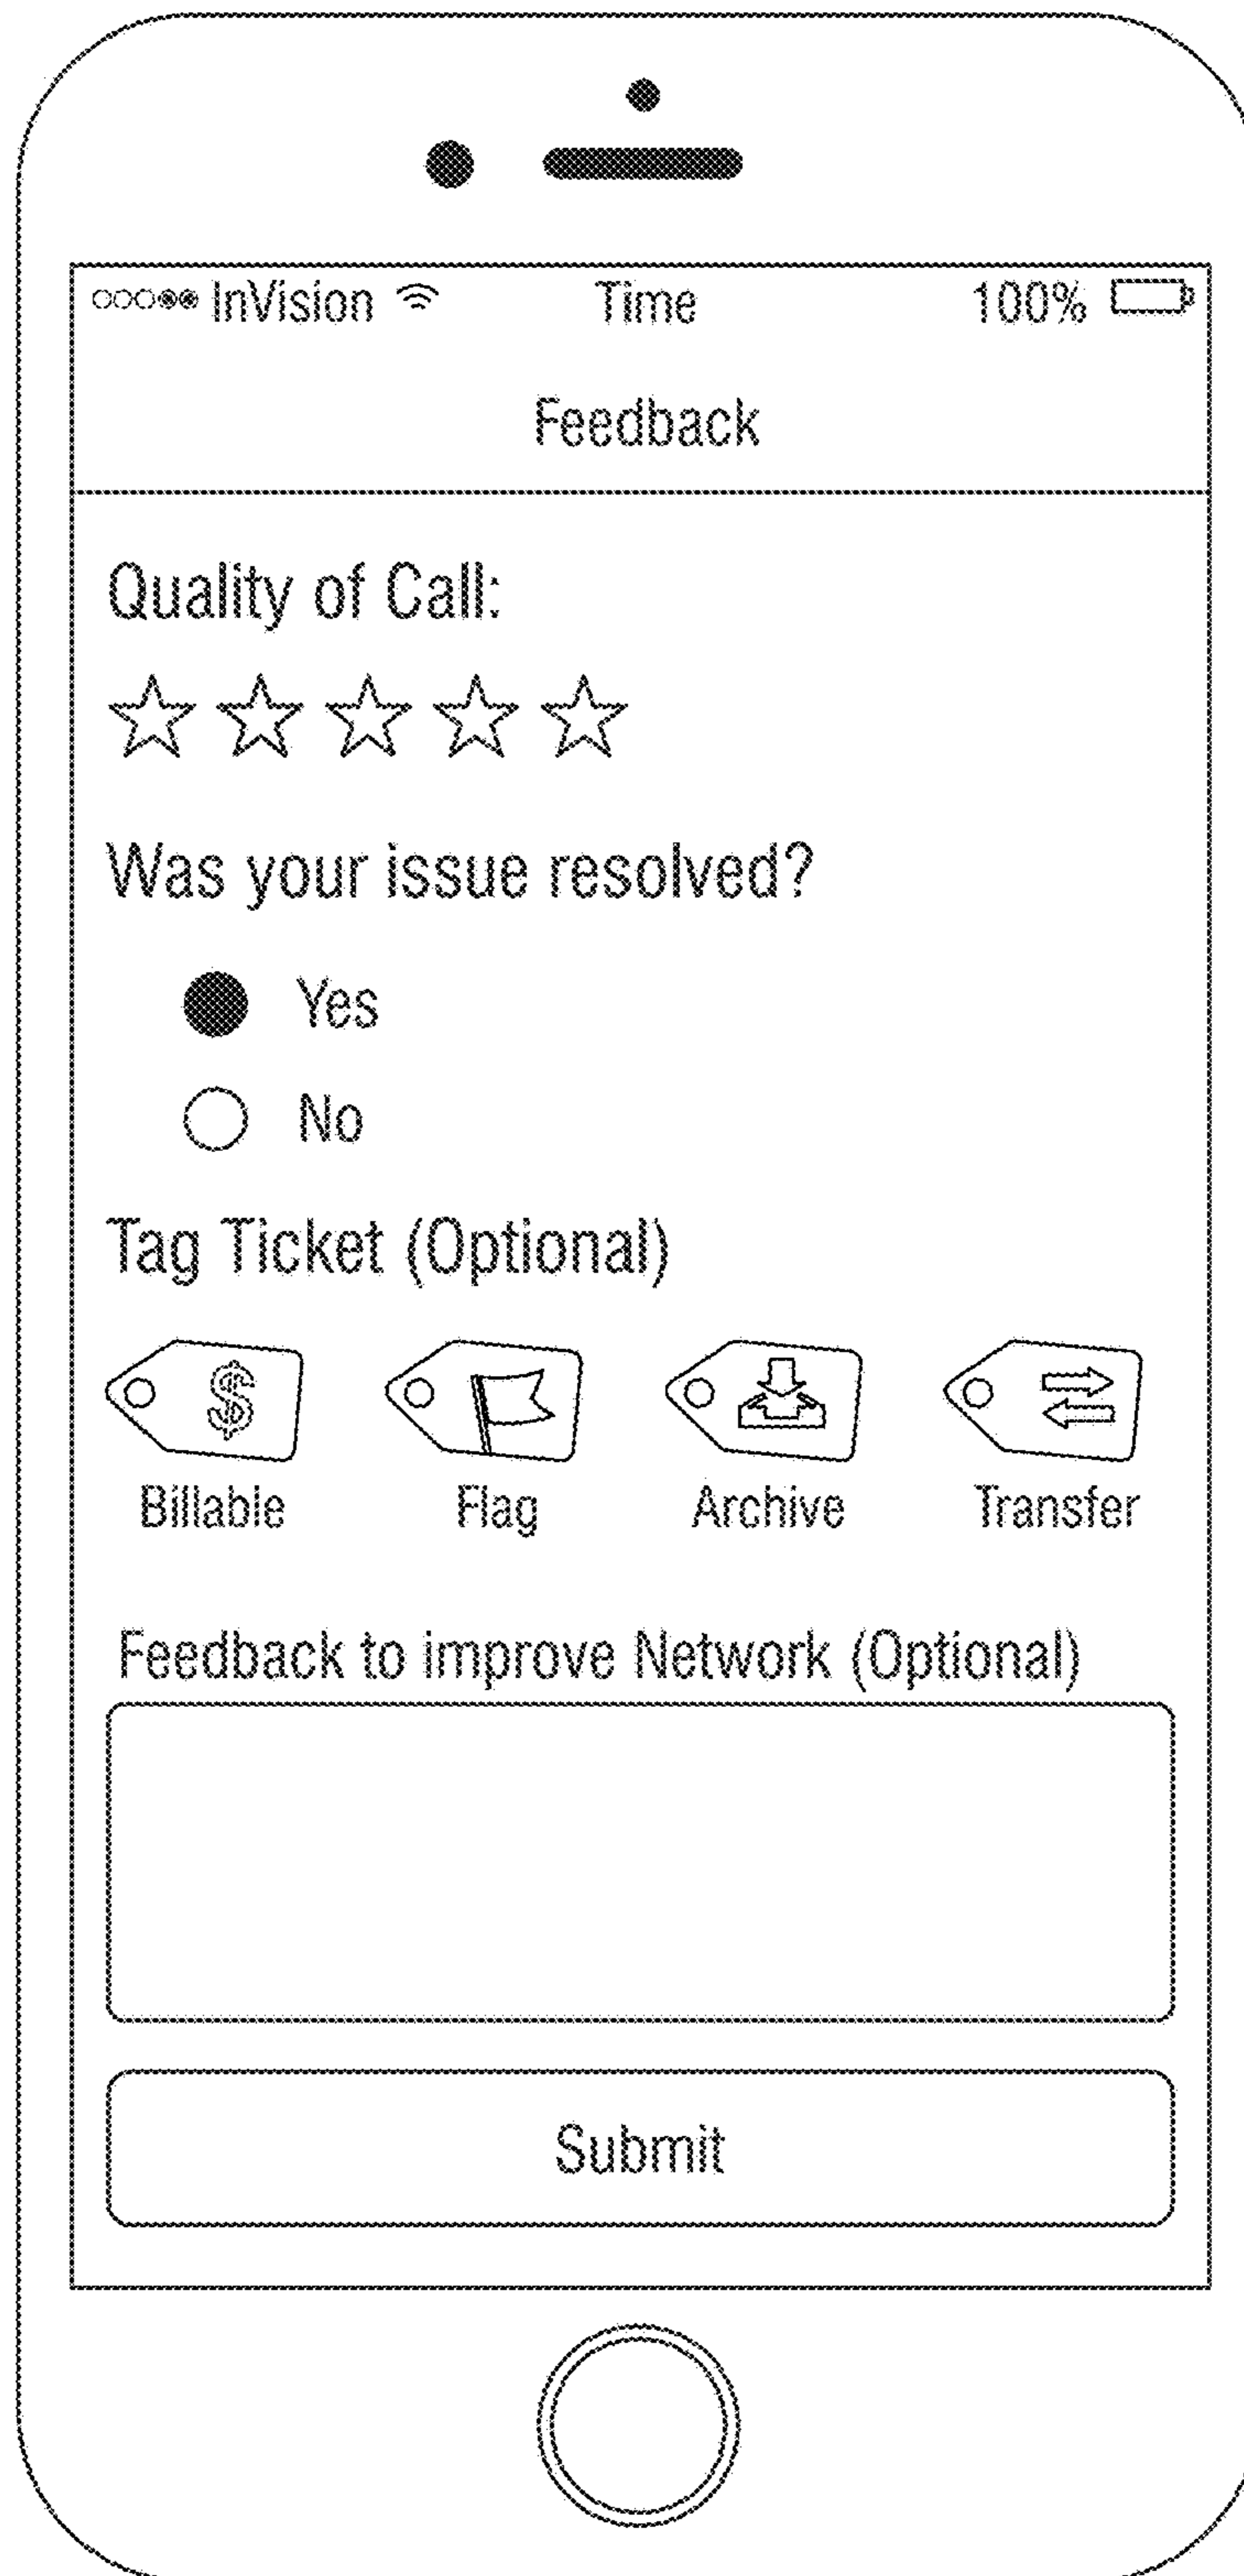 InVision Time 100%
Feedback
Quality of Call:
Was your issue resolved?
Yes
No
Tag Ticket (Optional)
Billable Flag Archive Transfer
Feedback to improve Network (Optional)
Submit